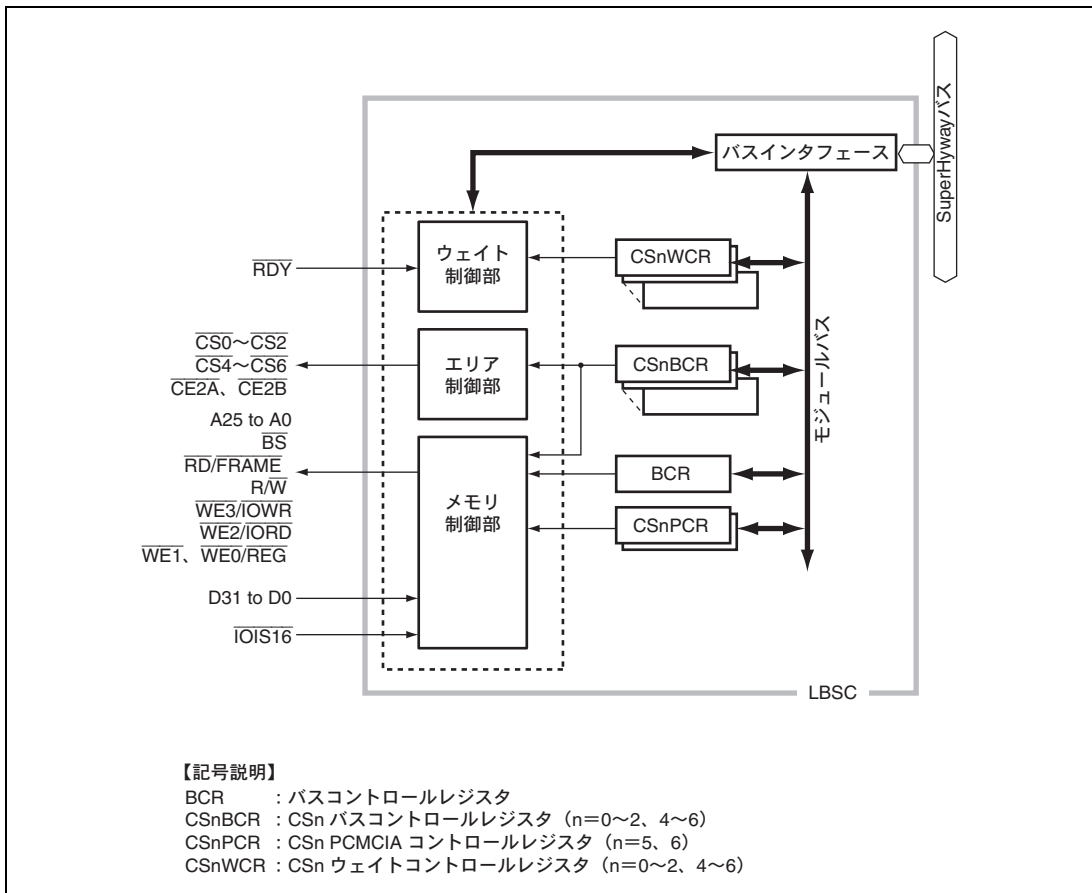 SuperHywayバス
バスインタフェース
ウェイト
制御部
CSnWCR
RDY
CS0～CS2
CS4～CS6
CE2A、CE2B
エリア
制御部
CSnBCR
モジュールバス
A25 to A0
BS
RD/FRAME
R/W
WE3/IOWR
WE2/IORD
WE1、WE0/REG
メモリ
制御部
BCR
CSnPCR
D31 to D0
IOIS16
LBSC
【記号説明】
BCR ：バスコントロールレジスタ
CSnBCR ：CSn バスコントロールレジスタ（n=0～2、4～6）
CSnPCR ：CSn PCMCIA コントロールレジスタ（n=5、6）
CSnWCR ：CSn ウェイトコントロールレジスタ（n=0～2、4～6）